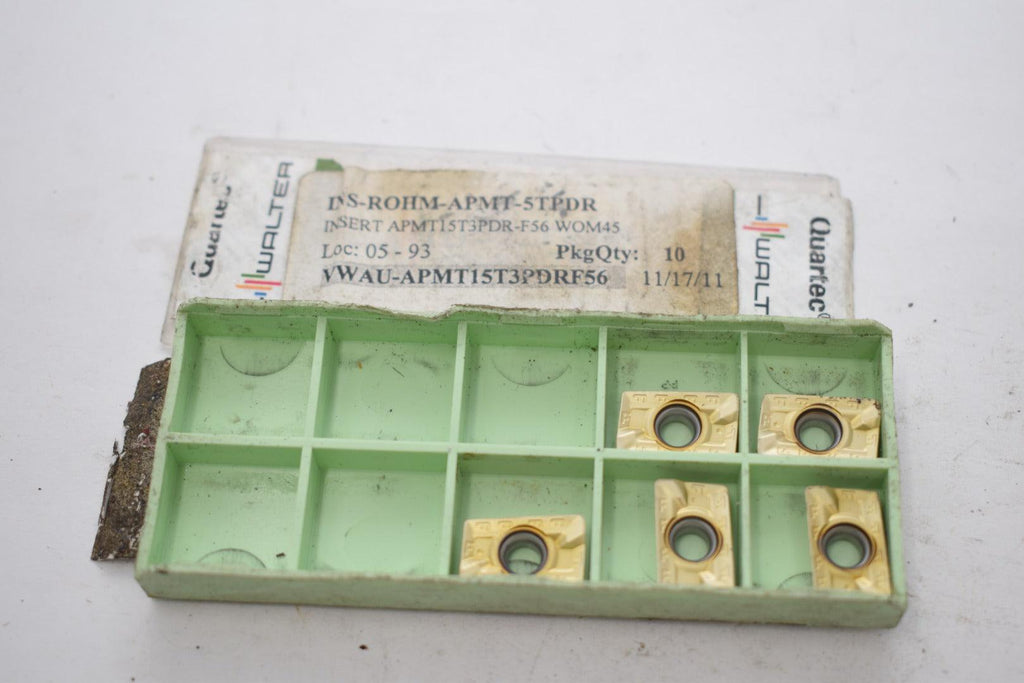 Quartec
WALTER
INS-ROHM-APMT-5TPDR
INSERT APMT15T3PDR-F56 WOM45
Loc: 05 - 93 PkgQty: 10
VWAU-APMT15T3PDRF56 11/17/11
WALTER
Quartec®